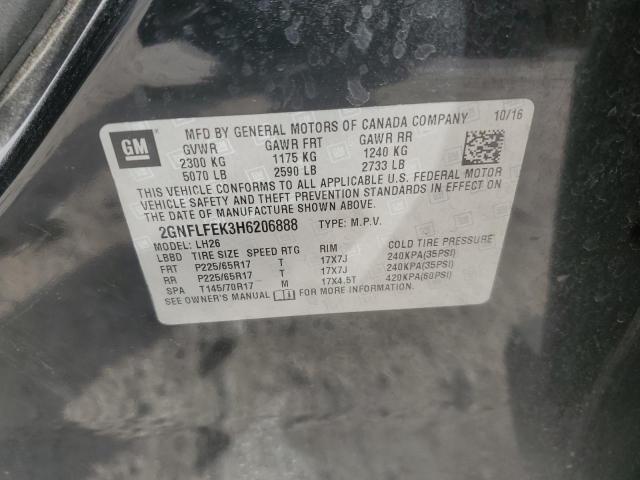 GM
MFD BY GENERAL MOTORS OF CANADA COMPANY 10/16
GVWR GAWR FRT GAWR RR
2300 KG 1175 KG 1240 KG
5070 LB 2590 LB 2733 LB
THIS VEHICLE CONFORMS TO ALL APPLICABLE U.S. FEDERAL MOTOR
VEHICLE SAFETY AND THEFT PREVENTION STANDARDS IN EFFECT ON
THE DATE OF MANUFACTURE SHOWN ABOVE.
2GNFLFEK3H6206888 TYPE: M.P.V.
MODEL: LH26
LBBD TIRE SIZE SPEED RTG RIM COLD TIRE PRESSURE
FRT P225/65R17 T 17X7J 240KPA(35PSI)
RR P225/65R17 T 17X7J 240KPA(35PSI)
SPA T145/70R17 M 17X4.5T 420KPA(60PSI)
SEE OWNER'S MANUAL FOR MORE INFORMATION.